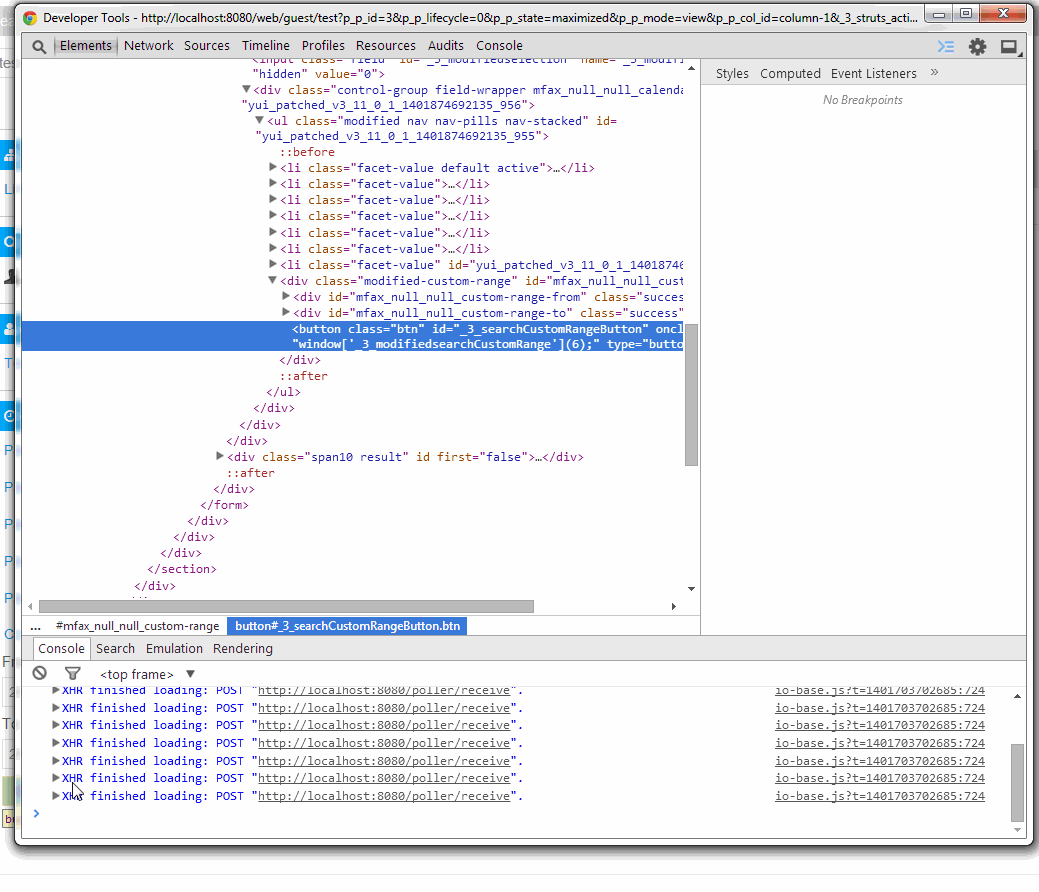 Developer Tools - http://localhost:8080/web/guest/test?p_p_id=3&p_p_lifecycle=0&p_p_state=maximized&p_p_mode=view&p_p_col_id=column-1&_3_struts_acti...
Elements Network Sources Timeline Profiles Resources Audits Console
"hidden" value="0">
<div class="control-group field-wrapper mfax_null_null_calenda
"yui_patched_v3_11_0_1_1401874692135_956">
<ul class="modified nav nav-pills nav-stacked" id=
"yui_patched_v3_11_0_1_1401874692135_955">
::before
<li class="facet-value default active">…</li>
<li class="facet-value">…</li>
<li class="facet-value">…</li>
<li class="facet-value">…</li>
<li class="facet-value">…</li>
<li class="facet-value">…</li>
<li class="facet-value" id="yui_patched_v3_11_0_1_14018746
<div class="modified-custom-range" id="mfax_null_null_cust
<div id="mfax_null_null_custom-range-from" class="succes
<div id="mfax_null_null_custom-range-to" class="success"
<button class="btn" id="_3_searchCustomRangeButton" oncl
"window['_3_modifiedsearchCustomRange'](6);" type="butto
</div>
::after
</ul>
</div>
</div>
</div>
<div class="span10 result" id first="false">…</div>
::after
</div>
</form>
</div>
</div>
</div>
</section>
</div>
... #mfax_null_null_custom-range button#_3_searchCustomRangeButton.btn
Styles Computed Event Listeners »
No Breakpoints
Console Search Emulation Rendering
<top frame>
XHR finished loading: POST "http://localhost:8080/poller/receive". io-base.js?t=1401703702685:724
XHR finished loading: POST "http://localhost:8080/poller/receive". io-base.js?t=1401703702685:724
XHR finished loading: POST "http://localhost:8080/poller/receive". io-base.js?t=1401703702685:724
XHR finished loading: POST "http://localhost:8080/poller/receive". io-base.js?t=1401703702685:724
XHR finished loading: POST "http://localhost:8080/poller/receive". io-base.js?t=1401703702685:724
XHR finished loading: POST "http://localhost:8080/poller/receive". io-base.js?t=1401703702685:724
XHR finished loading: POST "http://localhost:8080/poller/receive". io-base.js?t=1401703702685:724